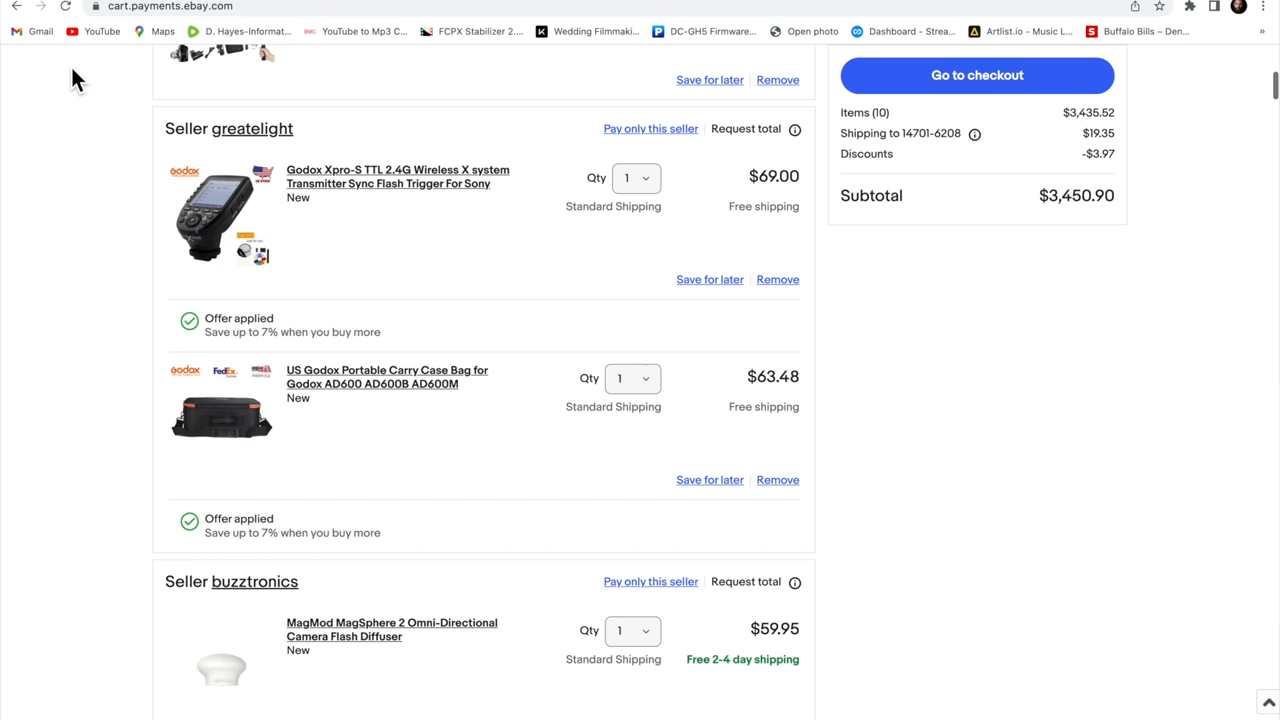 cart.payments.ebay.com
Gmail YouTube Maps D. Hayes-Informat... YouTube to Mp3 C... FCPX Stabilizer 2.... Wedding Filmmaki... DC-GH5 Firmware... Open photo Dashboard - Strea... Artlist.io - Music L... Buffalo Bills – Den... »
Save for later Remove
Go to checkout
Items (10) $3,435.52
Shipping to 14701-6208 $19.35
Discounts -$3.97
Subtotal $3,450.90
Seller greatelight Pay only this seller Request total
Godox Xpro-S TTL 2.4G Wireless X system Qty 1 $69.00
Transmitter Sync Flash Trigger For Sony
New Standard Shipping Free shipping
Save for later Remove
Offer applied
Save up to 7% when you buy more
US Godox Portable Carry Case Bag for Qty 1 $63.48
Godox AD600 AD600B AD600M
New Standard Shipping Free shipping
Save for later Remove
Offer applied
Save up to 7% when you buy more
Seller buzztronics Pay only this seller Request total
MagMod MagSphere 2 Omni-Directional Qty 1 $59.95
Camera Flash Diffuser
New Standard Shipping Free 2-4 day shipping
GODOX
GODOX FedEx